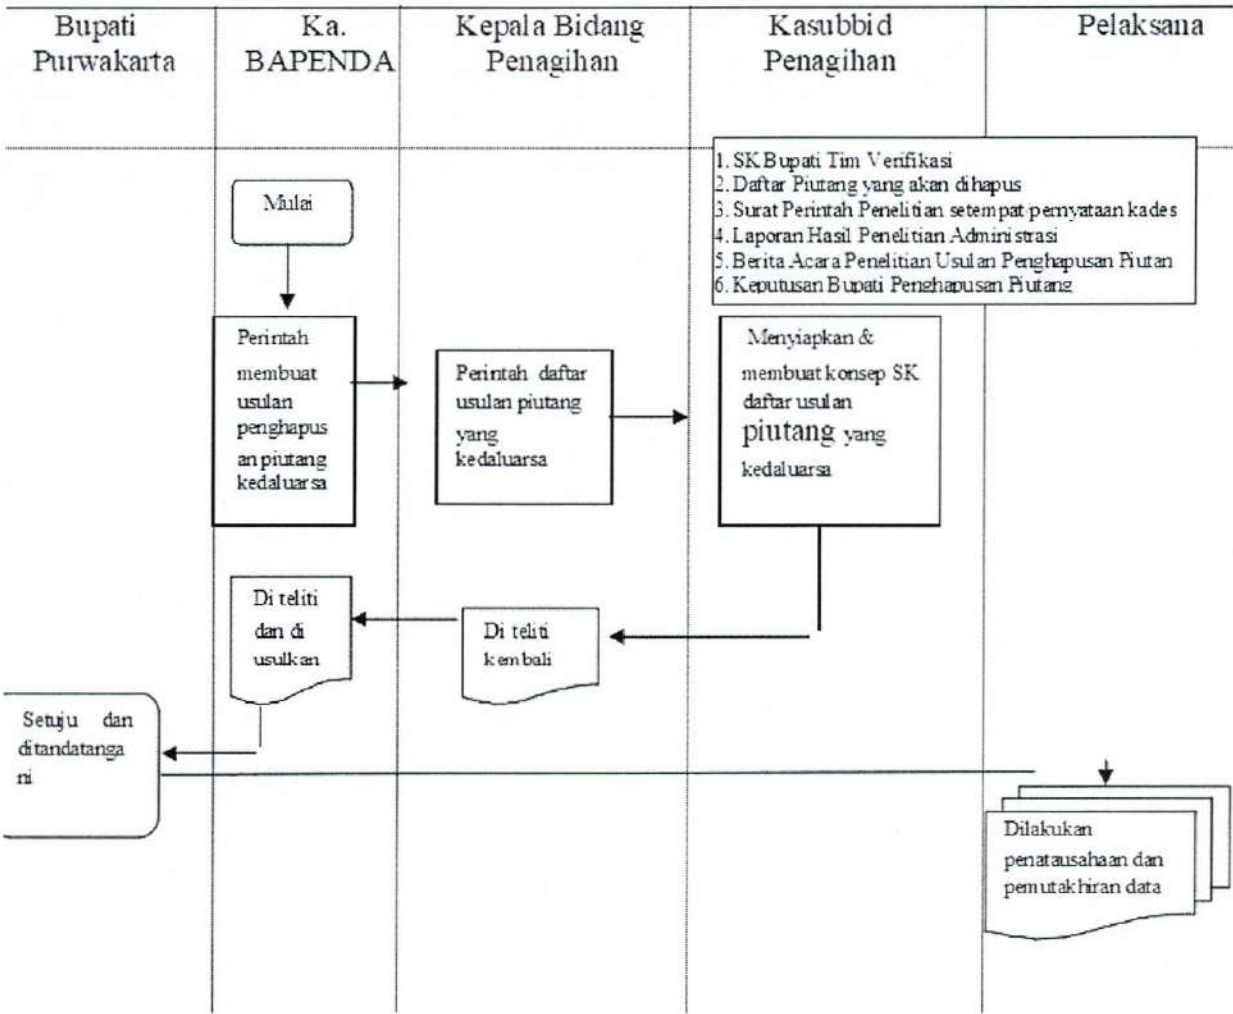 Bupati
Purwakarta
Ka.
BAPENDA
Kepala Bidang
Penagihan
Kasubbid
Penagihan
Pelaksana
1. SK Bupati Tim Verifikasi
2. Daftar Piutang yang akan dihapus
3. Surat Perintah Penelitian setempat/pernyataan kades
4. Laporan Hasil Penelitian Administrasi
5. Berita Acara Penelitian Usulan Penghapusan Piutan
6. Keputusan Bupati Penghapusan Piutang
Mulai
Perintah
membuat
usulan
penghapus
an piutang
kedaluarsa
Perintah daftar
usulan piutang
yang
kedaluarsa
Menyiapkan &
membuat konsep SK
daftar usulan
piutang yang
kedaluarsa
Di teliti
dan di
usulkan
Di teliti
kembali
Setuju dan
ditandatanga
ni
Dilakukan
penatausahaan dan
pemutakhiran data